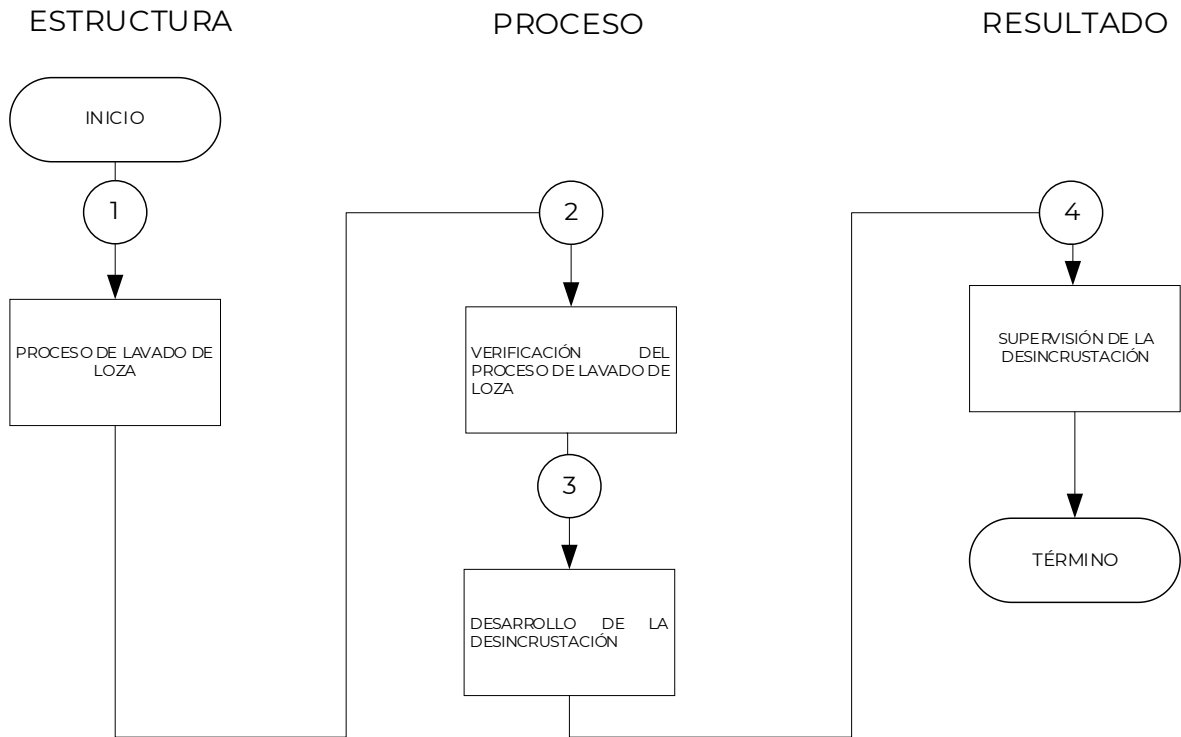 ESTRUCTURA
PROCESO
RESULTADO
INICIO
1
PROCESO DE LAVADO DE
LOZA
2
VERIFICACIÓN DEL
PROCESO DE LAVADO DE
LOZA
3
DESARROLLO DE LA
DESINCRUSTACIÓN
4
SUPERVISIÓN DE LA
DESINCRUSTACIÓN
TÉRMINO